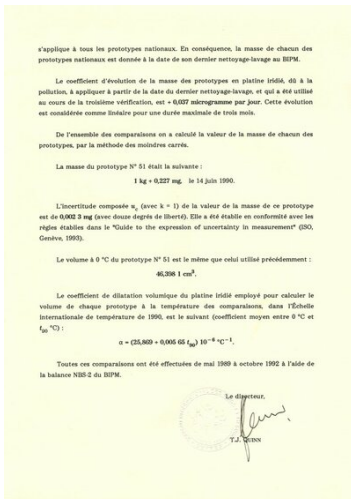 s'applique à tous les prototypes nationaux. En conséquence, la masse de chacun des
prototypes nationaux est donnée à la date de son dernier nettoyage-lavage au BIPM.
Le coefficient d'évolution de la masse des prototypes en platine iridié, dû à la
pollution, à appliquer à partir de la date du dernier nettoyage-lavage, et qui a été utilisé
au cours de la troisième vérification, est + 0,037 microgramme par jour. Cette évolution
est considérée comme linéaire pour une durée maximale de trois mois.
De l'ensemble des comparaisons on a calculé la valeur de la masse de chacun des
prototypes, par la méthode des moindres carrés.
La masse du prototype N° 51 était la suivante :
1 kg + 0,227 mg, le 14 juin 1990.
L'incertitude composée u_c (avec k = 1) de la valeur de la masse de ce prototype
est de 0,002 3 mg (avec douze degrés de liberté). Elle a été établie en conformité avec les
règles établies dans le "Guide to the expression of uncertainty in measurement" (ISO,
Genève, 1993).
Le volume à 0 °C du prototype N° 51 est le même que celui utilisé précédemment :
46,398 1 cm³.
Le coefficient de dilatation volumique du platine iridié employé pour calculer le
volume de chaque prototype à la température des comparaisons, dans l'Échelle
internationale de température de 1990, est le suivant (coefficient moyen entre 0 °C et
t₉₀ °C) :
α = (25,869 + 0,005 65 t₉₀) 10⁻⁶ °C⁻¹.
Toutes ces comparaisons ont été effectuées de mai 1989 à octobre 1992 à l'aide de
la balance NBS-2 du BIPM.
Le directeur,
T.J. QUINN